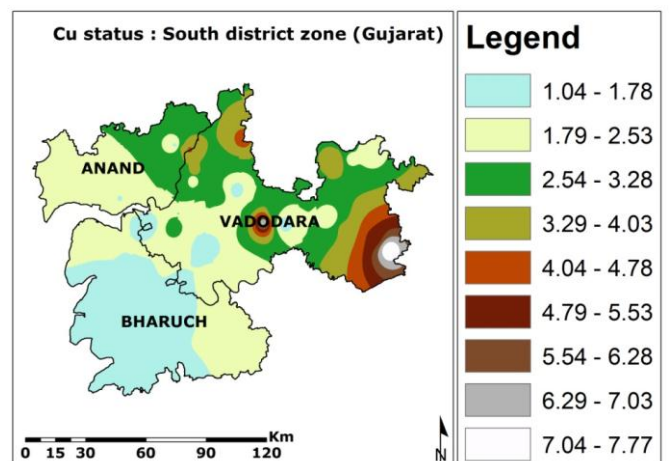 Cu status : South district zone (Gujarat)
ANAND
VADODARA
BHARUCH
Km
0 15 30 60 90 120
N
Legend
1.04 - 1.78
1.79 - 2.53
2.54 - 3.28
3.29 - 4.03
4.04 - 4.78
4.79 - 5.53
5.54 - 6.28
6.29 - 7.03
7.04 - 7.77